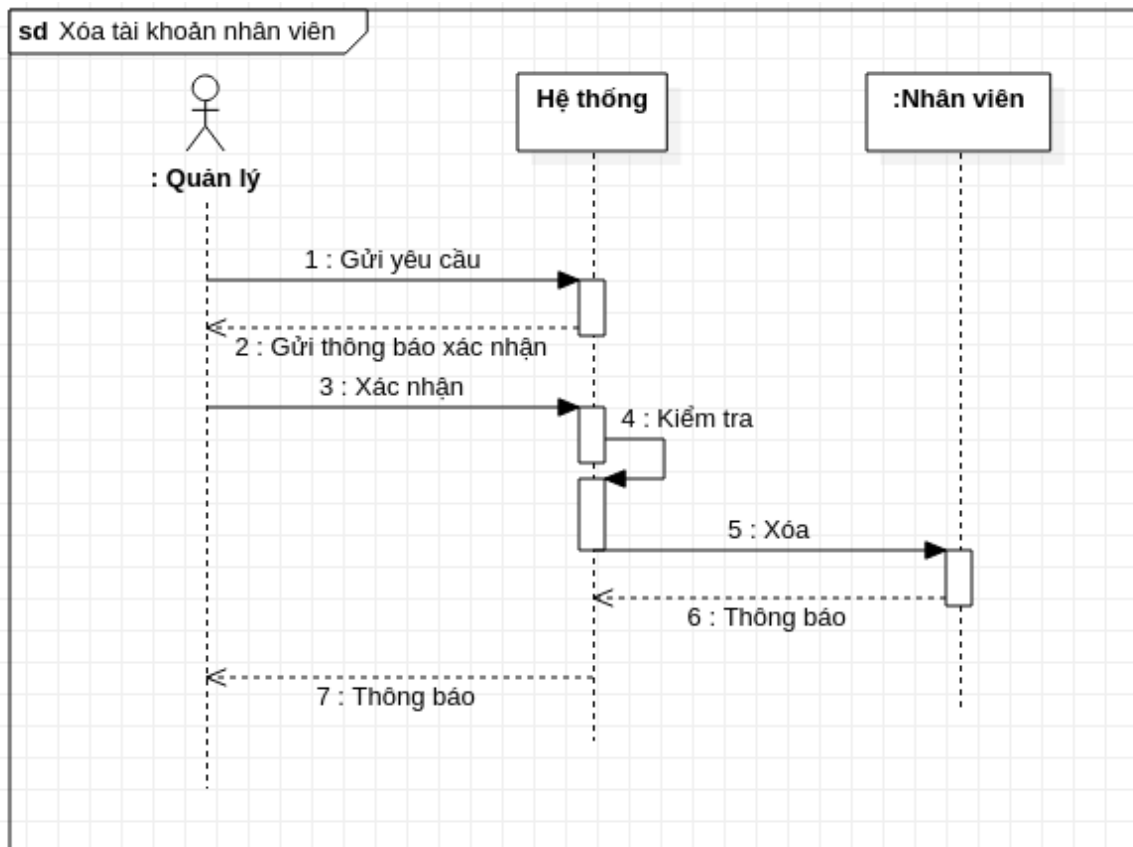 sd Xóa tài khoản nhân viên
Hệ thống
:Nhân viên
: Quản lý
1 : Gửi yêu cầu
2 : Gửi thông báo xác nhận
3 : Xác nhận
4 : Kiểm tra
5 : Xóa
6 : Thông báo
7 : Thông báo